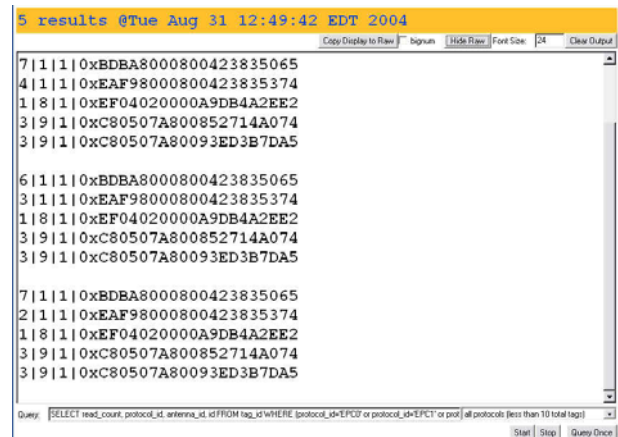 5 results @Tue Aug 31 12:49:42 EDT 2004
Copy Display to Raw bignum Hide Raw Font Size: 24 Clear Output
7|1|1|0xBDBA8000800423835065
4|1|1|0xEAF98000800423835374
1|8|1|0xEF04020000A9DB4A2EE2
3|9|1|0xC80507A800852714A074
3|9|1|0xC80507A80093ED3B7DA5
6|1|1|0xBDBA8000800423835065
3|1|1|0xEAF98000800423835374
1|8|1|0xEF04020000A9DB4A2EE2
3|9|1|0xC80507A800852714A074
3|9|1|0xC80507A80093ED3B7DA5
7|1|1|0xBDBA8000800423835065
2|1|1|0xEAF98000800423835374
1|8|1|0xEF04020000A9DB4A2EE2
3|9|1|0xC80507A800852714A074
3|9|1|0xC80507A80093ED3B7DA5
Query: SELECT read_count, protocol_id, antenna_id, id FROM tag_id WHERE (protocol_id='EPC0' or protocol_id='EPC1' or prot all protocols (less than 10 total tags)
Start Stop Query Once